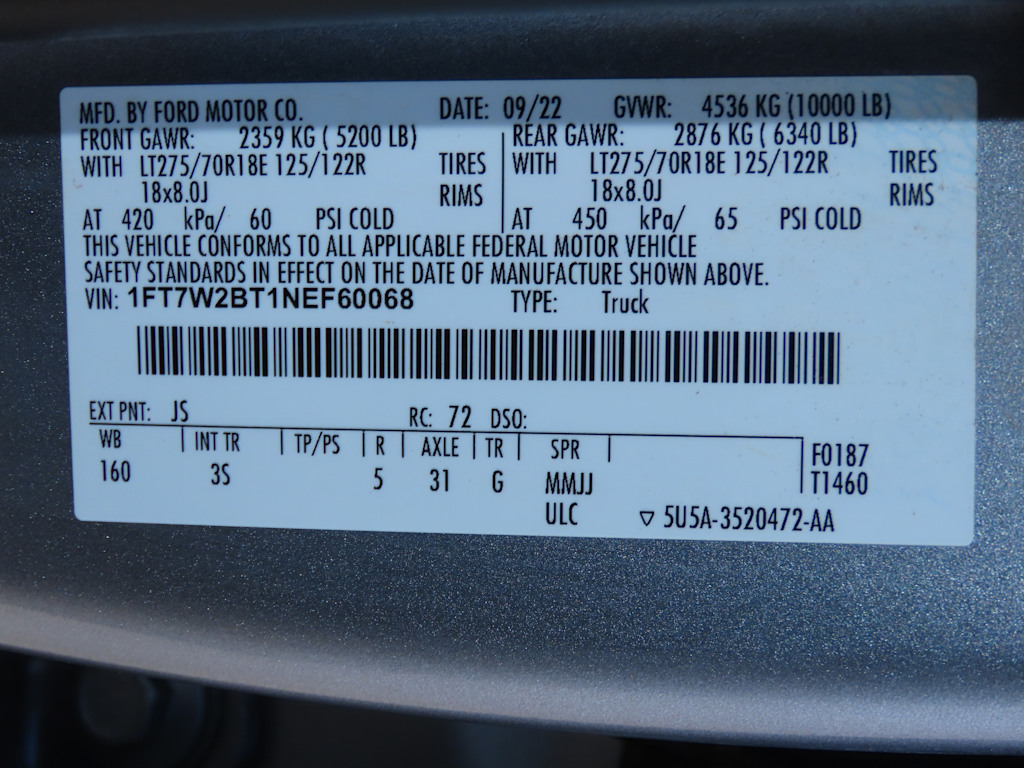 MFD. BY FORD MOTOR CO. DATE: 09/22 GVWR: 4536 KG (10000 LB)
FRONT GAWR: 2359 KG ( 5200 LB) REAR GAWR: 2876 KG ( 6340 LB)
WITH LT275/70R18E 125/122R TIRES WITH LT275/70R18E 125/122R TIRES
18x8.0J RIMS 18x8.0J RIMS
AT 420 kPa/ 60 PSI COLD AT 450 kPa/ 65 PSI COLD
THIS VEHICLE CONFORMS TO ALL APPLICABLE FEDERAL MOTOR VEHICLE
SAFETY STANDARDS IN EFFECT ON THE DATE OF MANUFACTURE SHOWN ABOVE.
VIN: 1FT7W2BT1NEF60068 TYPE: Truck
EXT PNT: JS RC: 72 DSO:
WB INT TR TP/PS R AXLE TR SPR F0187
160 3S 5 31 G MMJJ T1460
ULC ▽ 5U5A-3520472-AA